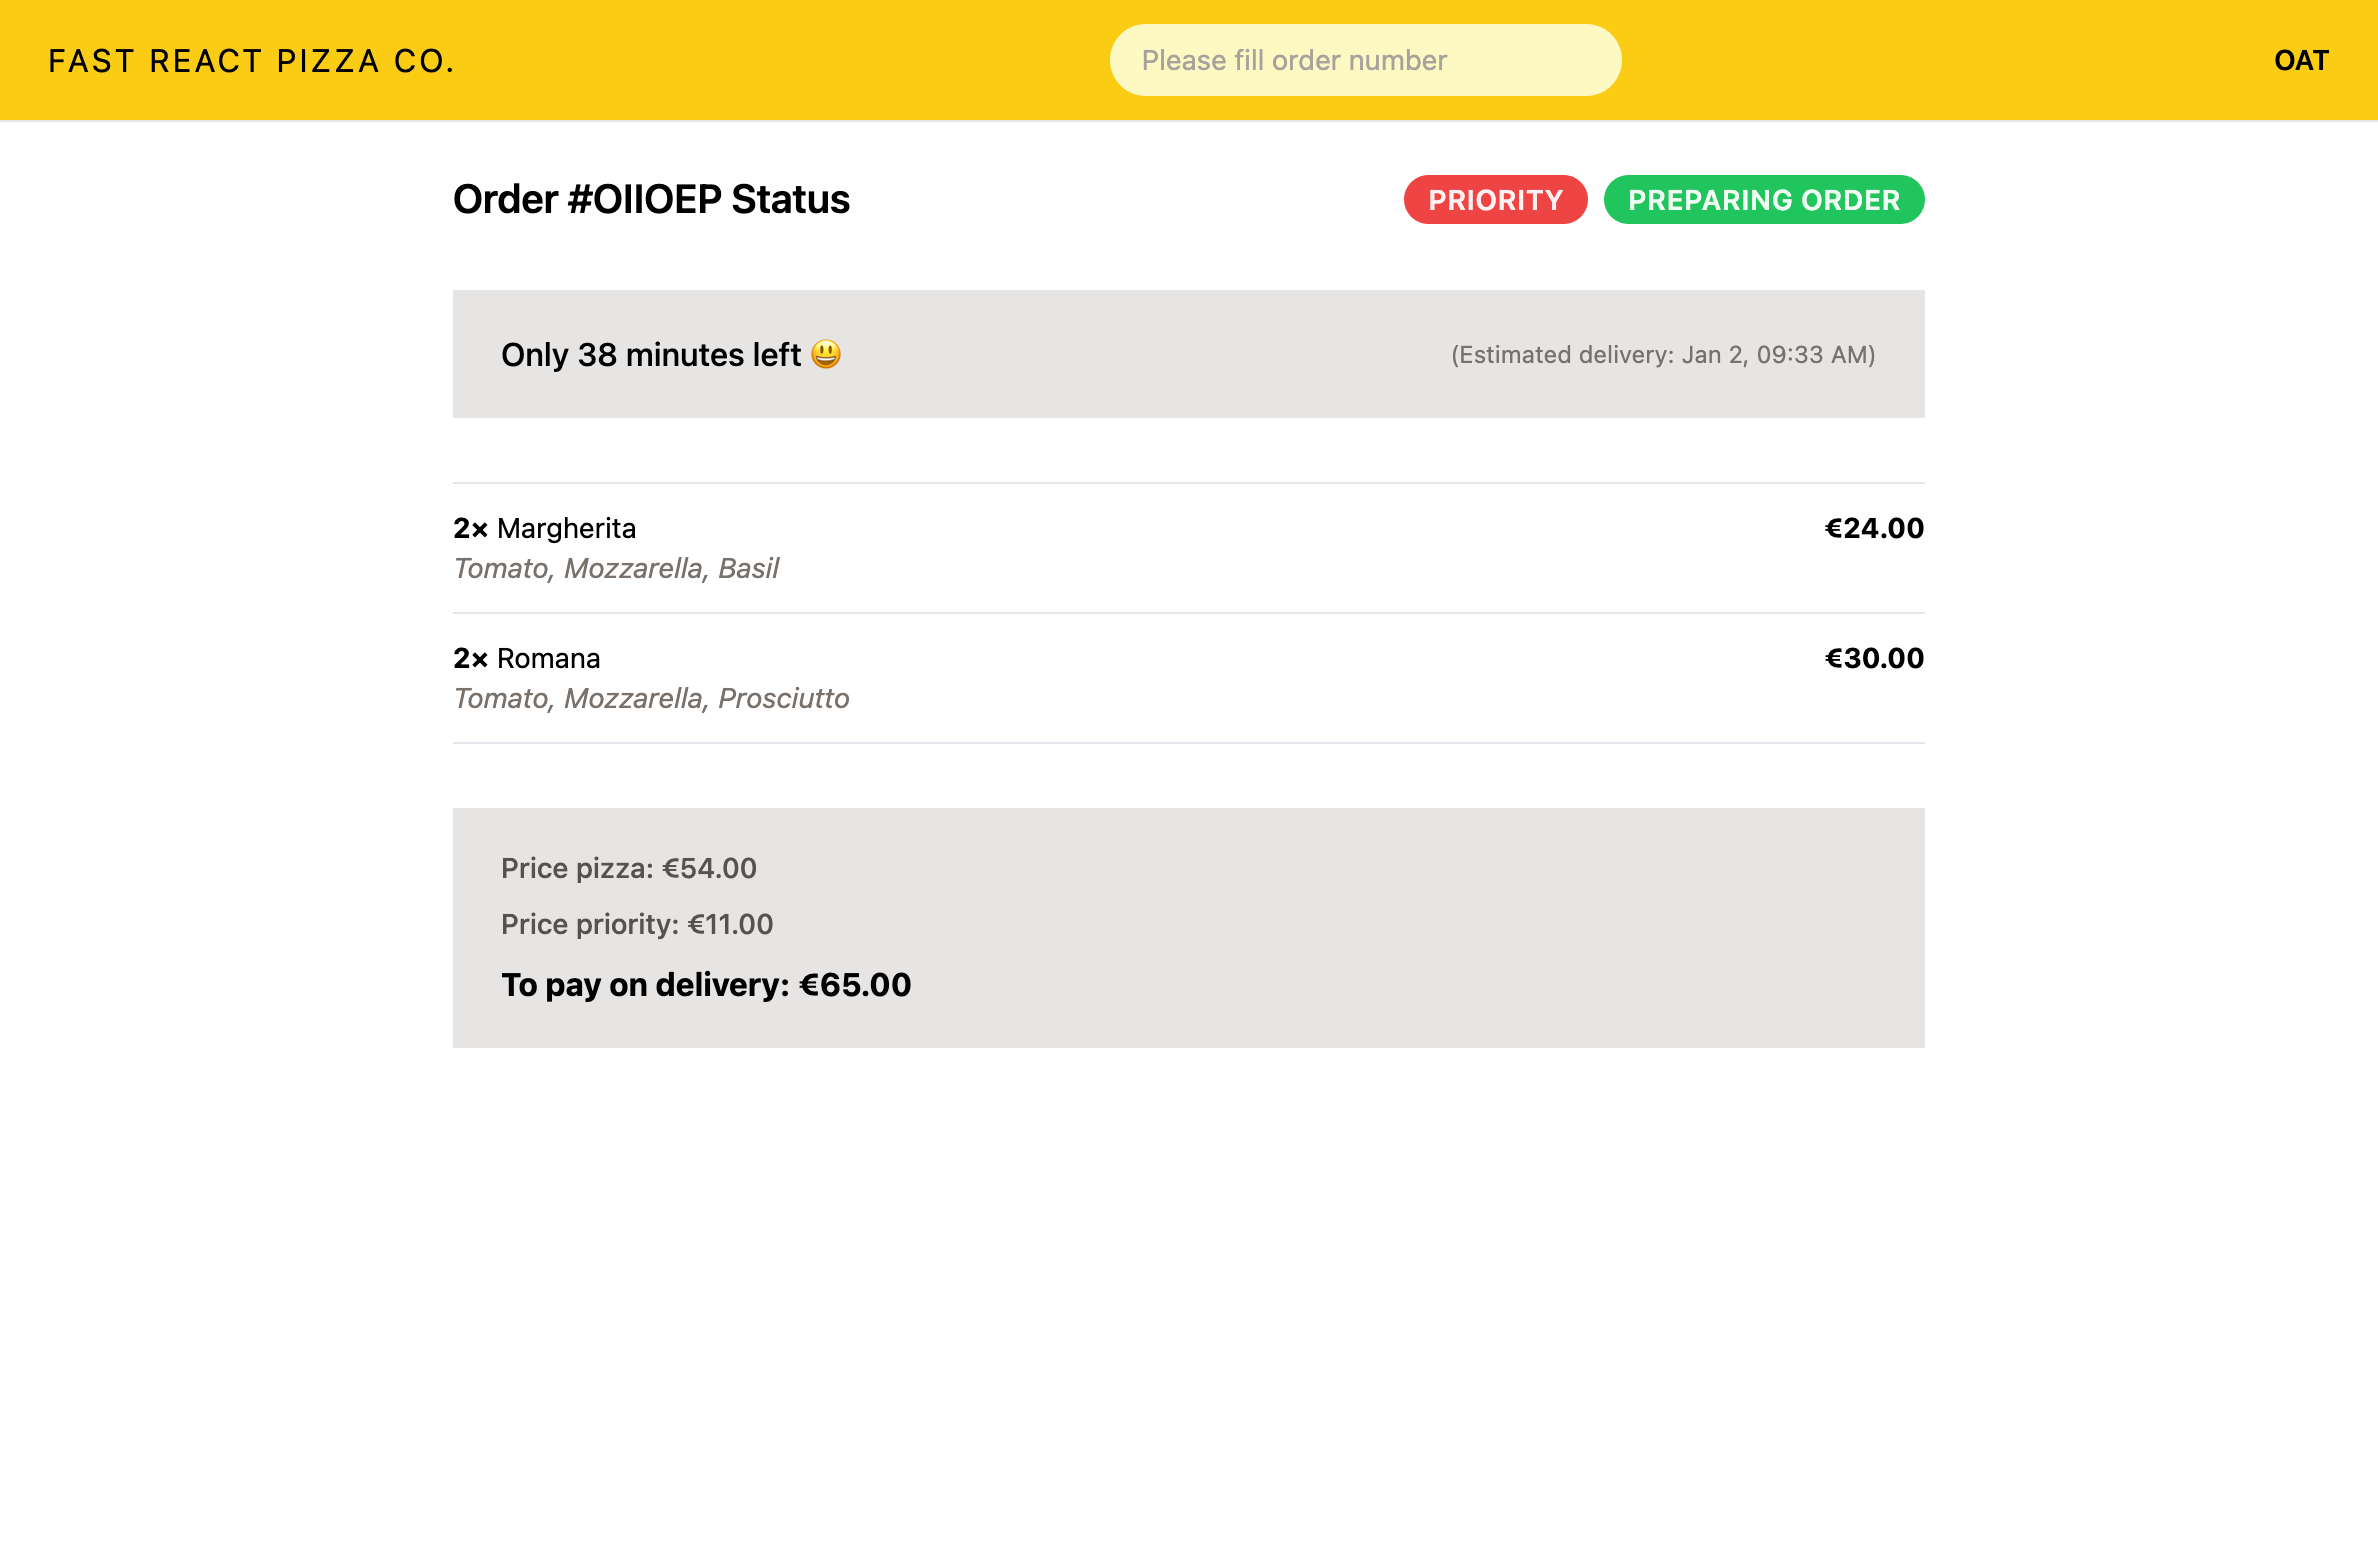 FAST REACT PIZZA CO.
Please fill order number
OAT
Order #OIIOEP Status
PRIORITY
PREPARING ORDER
Only 38 minutes left 😃
(Estimated delivery: Jan 2, 09:33 AM)
2× Margherita
€24.00
Tomato, Mozzarella, Basil
2× Romana
€30.00
Tomato, Mozzarella, Prosciutto
Price pizza: €54.00
Price priority: €11.00
To pay on delivery: €65.00